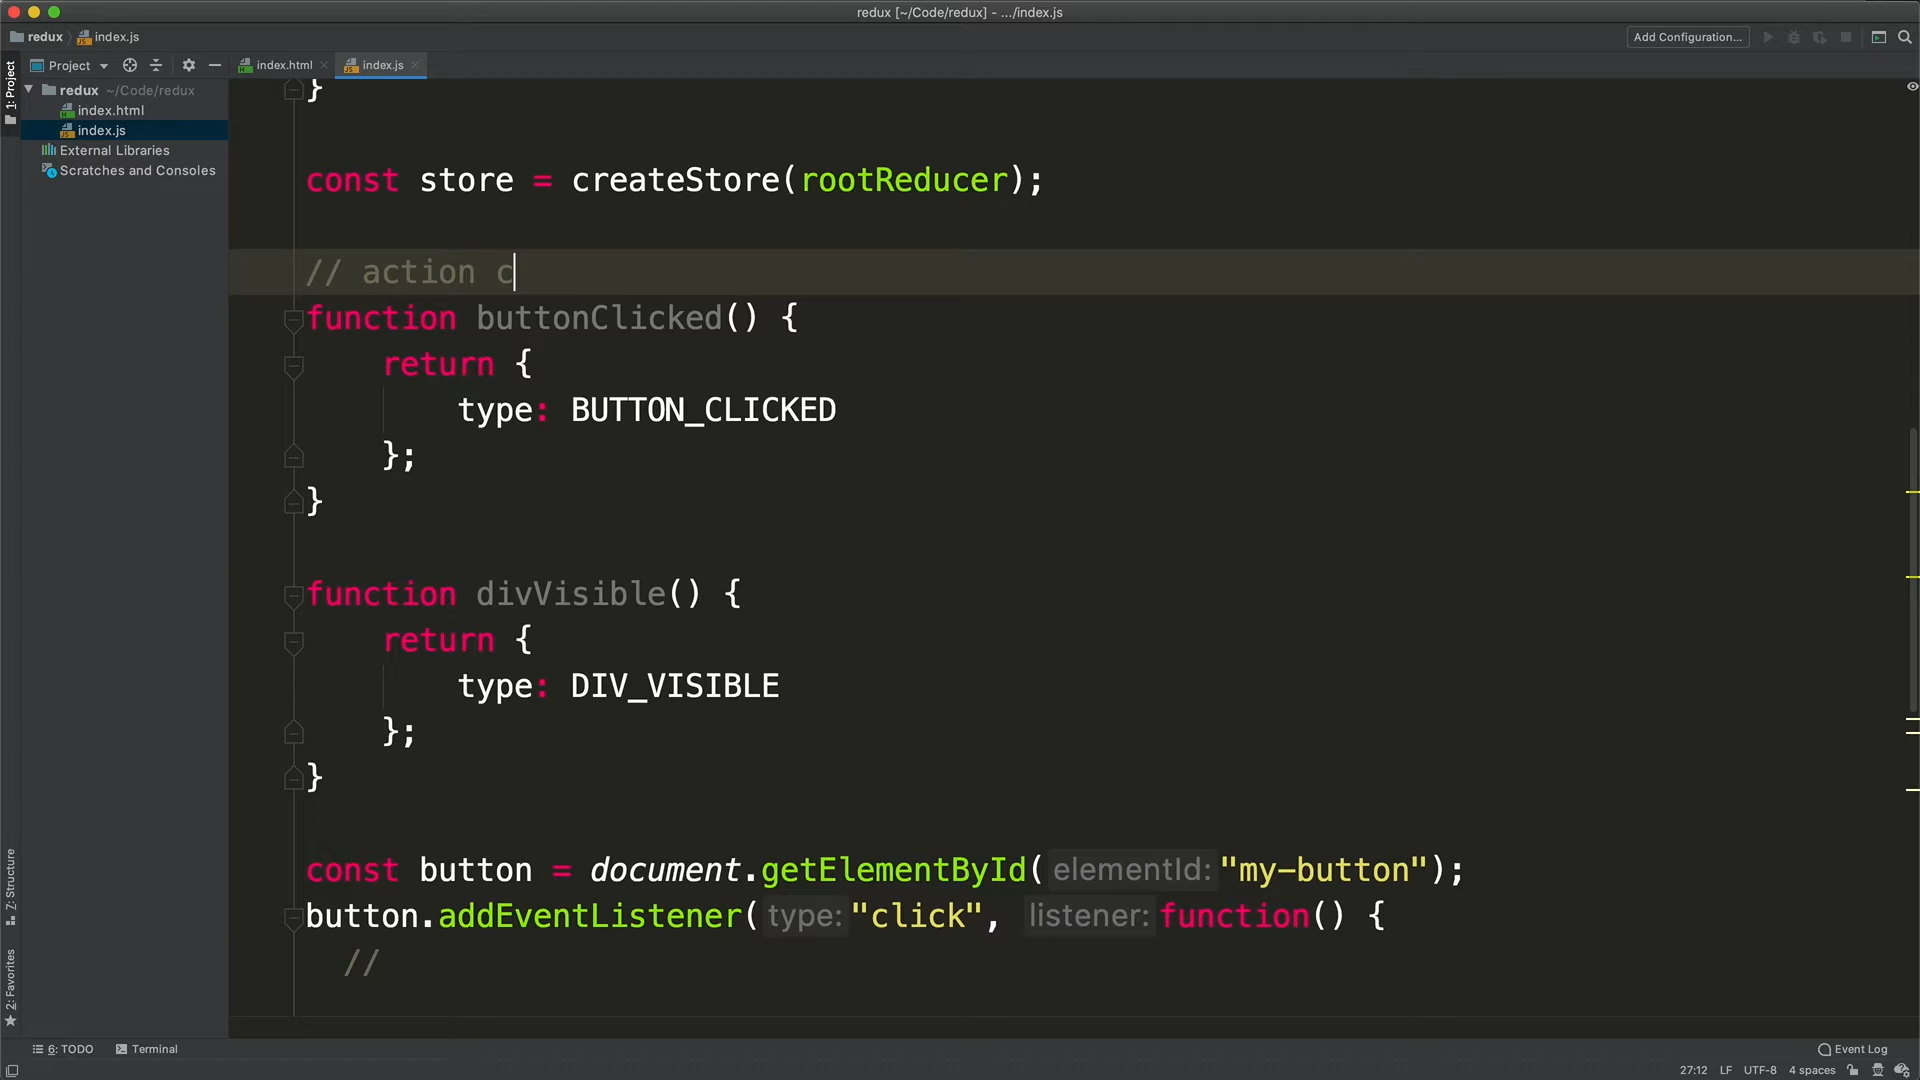 redux [~/Code/redux] - .../index.js
redux index.js
Add Configuration...
1: Project
Project
index.html
index.js
redux ~/Code/redux
index.html
index.js
External Libraries
Scratches and Consoles
}
const store = createStore(rootReducer);
// action c
function buttonClicked() {
return {
type: BUTTON_CLICKED
};
}
function divVisible() {
return {
type: DIV_VISIBLE
};
}
const button = document.getElementById( elementId: "my-button");
button.addEventListener( type: "click", listener: function() {
//
7: Structure
2: Favorites
6: TODO
Terminal
Event Log
27:12 LF UTF-8 4 spaces